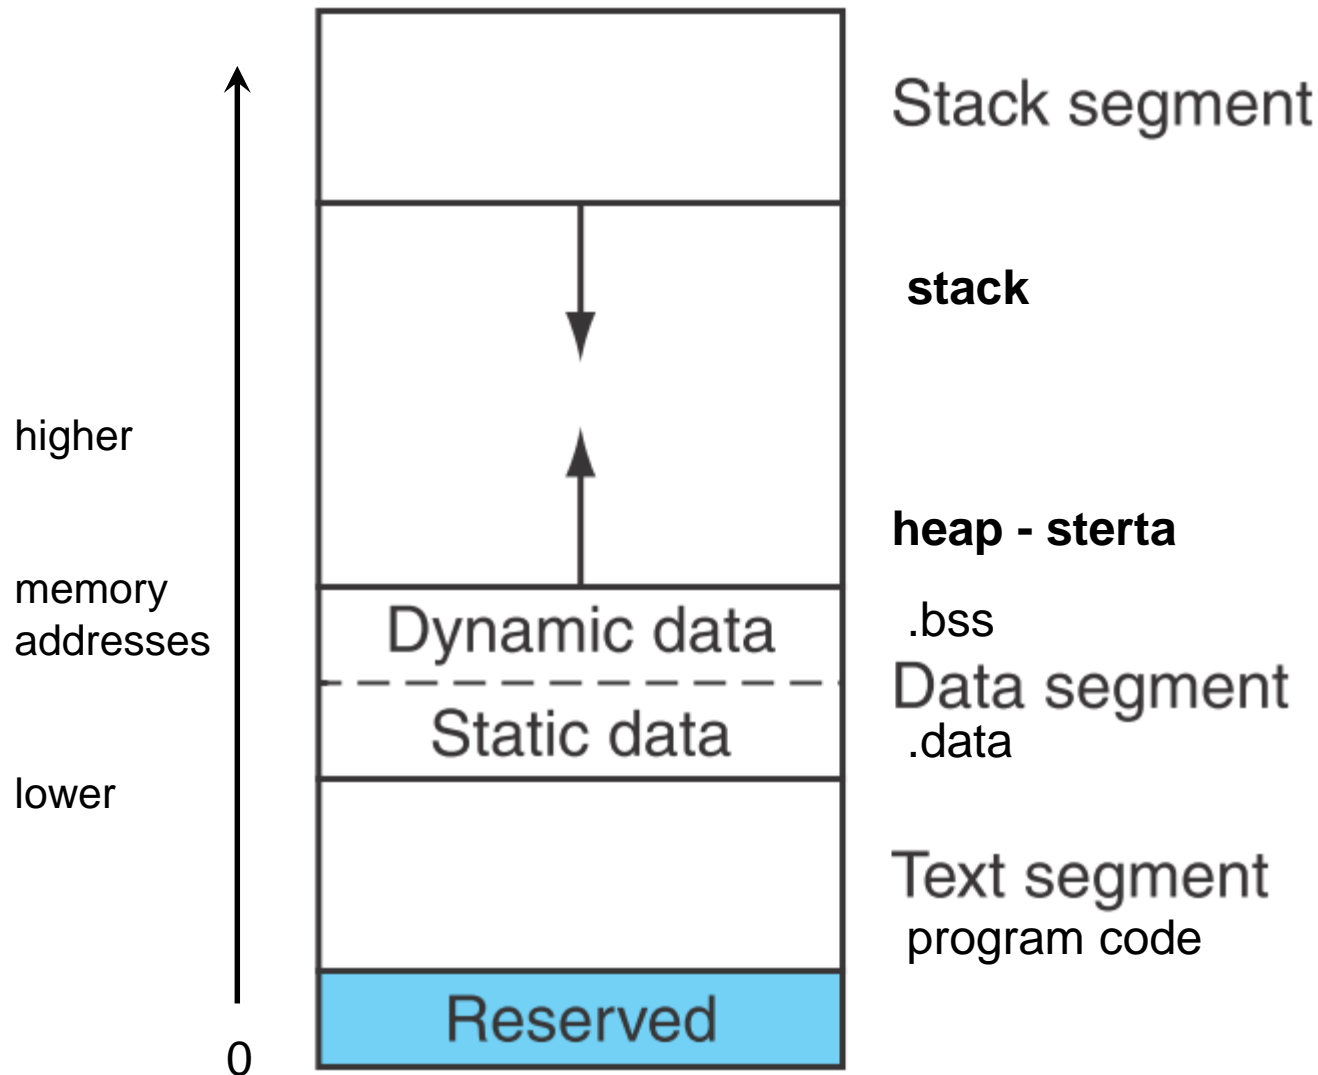 Stack segment
stack
higher
heap - sterta
memory
addresses
Dynamic data
.bss
Data segment
Static data
.data
lower
Text segment
program code
Reserved
0